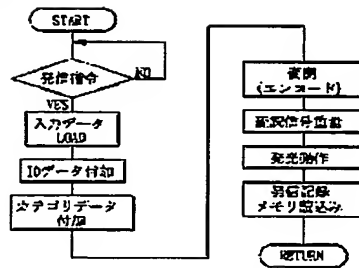 START
発信指令
NO
YES
入力データ
LOAD
IDデータ付加
カテゴリデータ
付加
変調
(エンコード)
発光動作
発信記録
メモリ書込み
RETURN